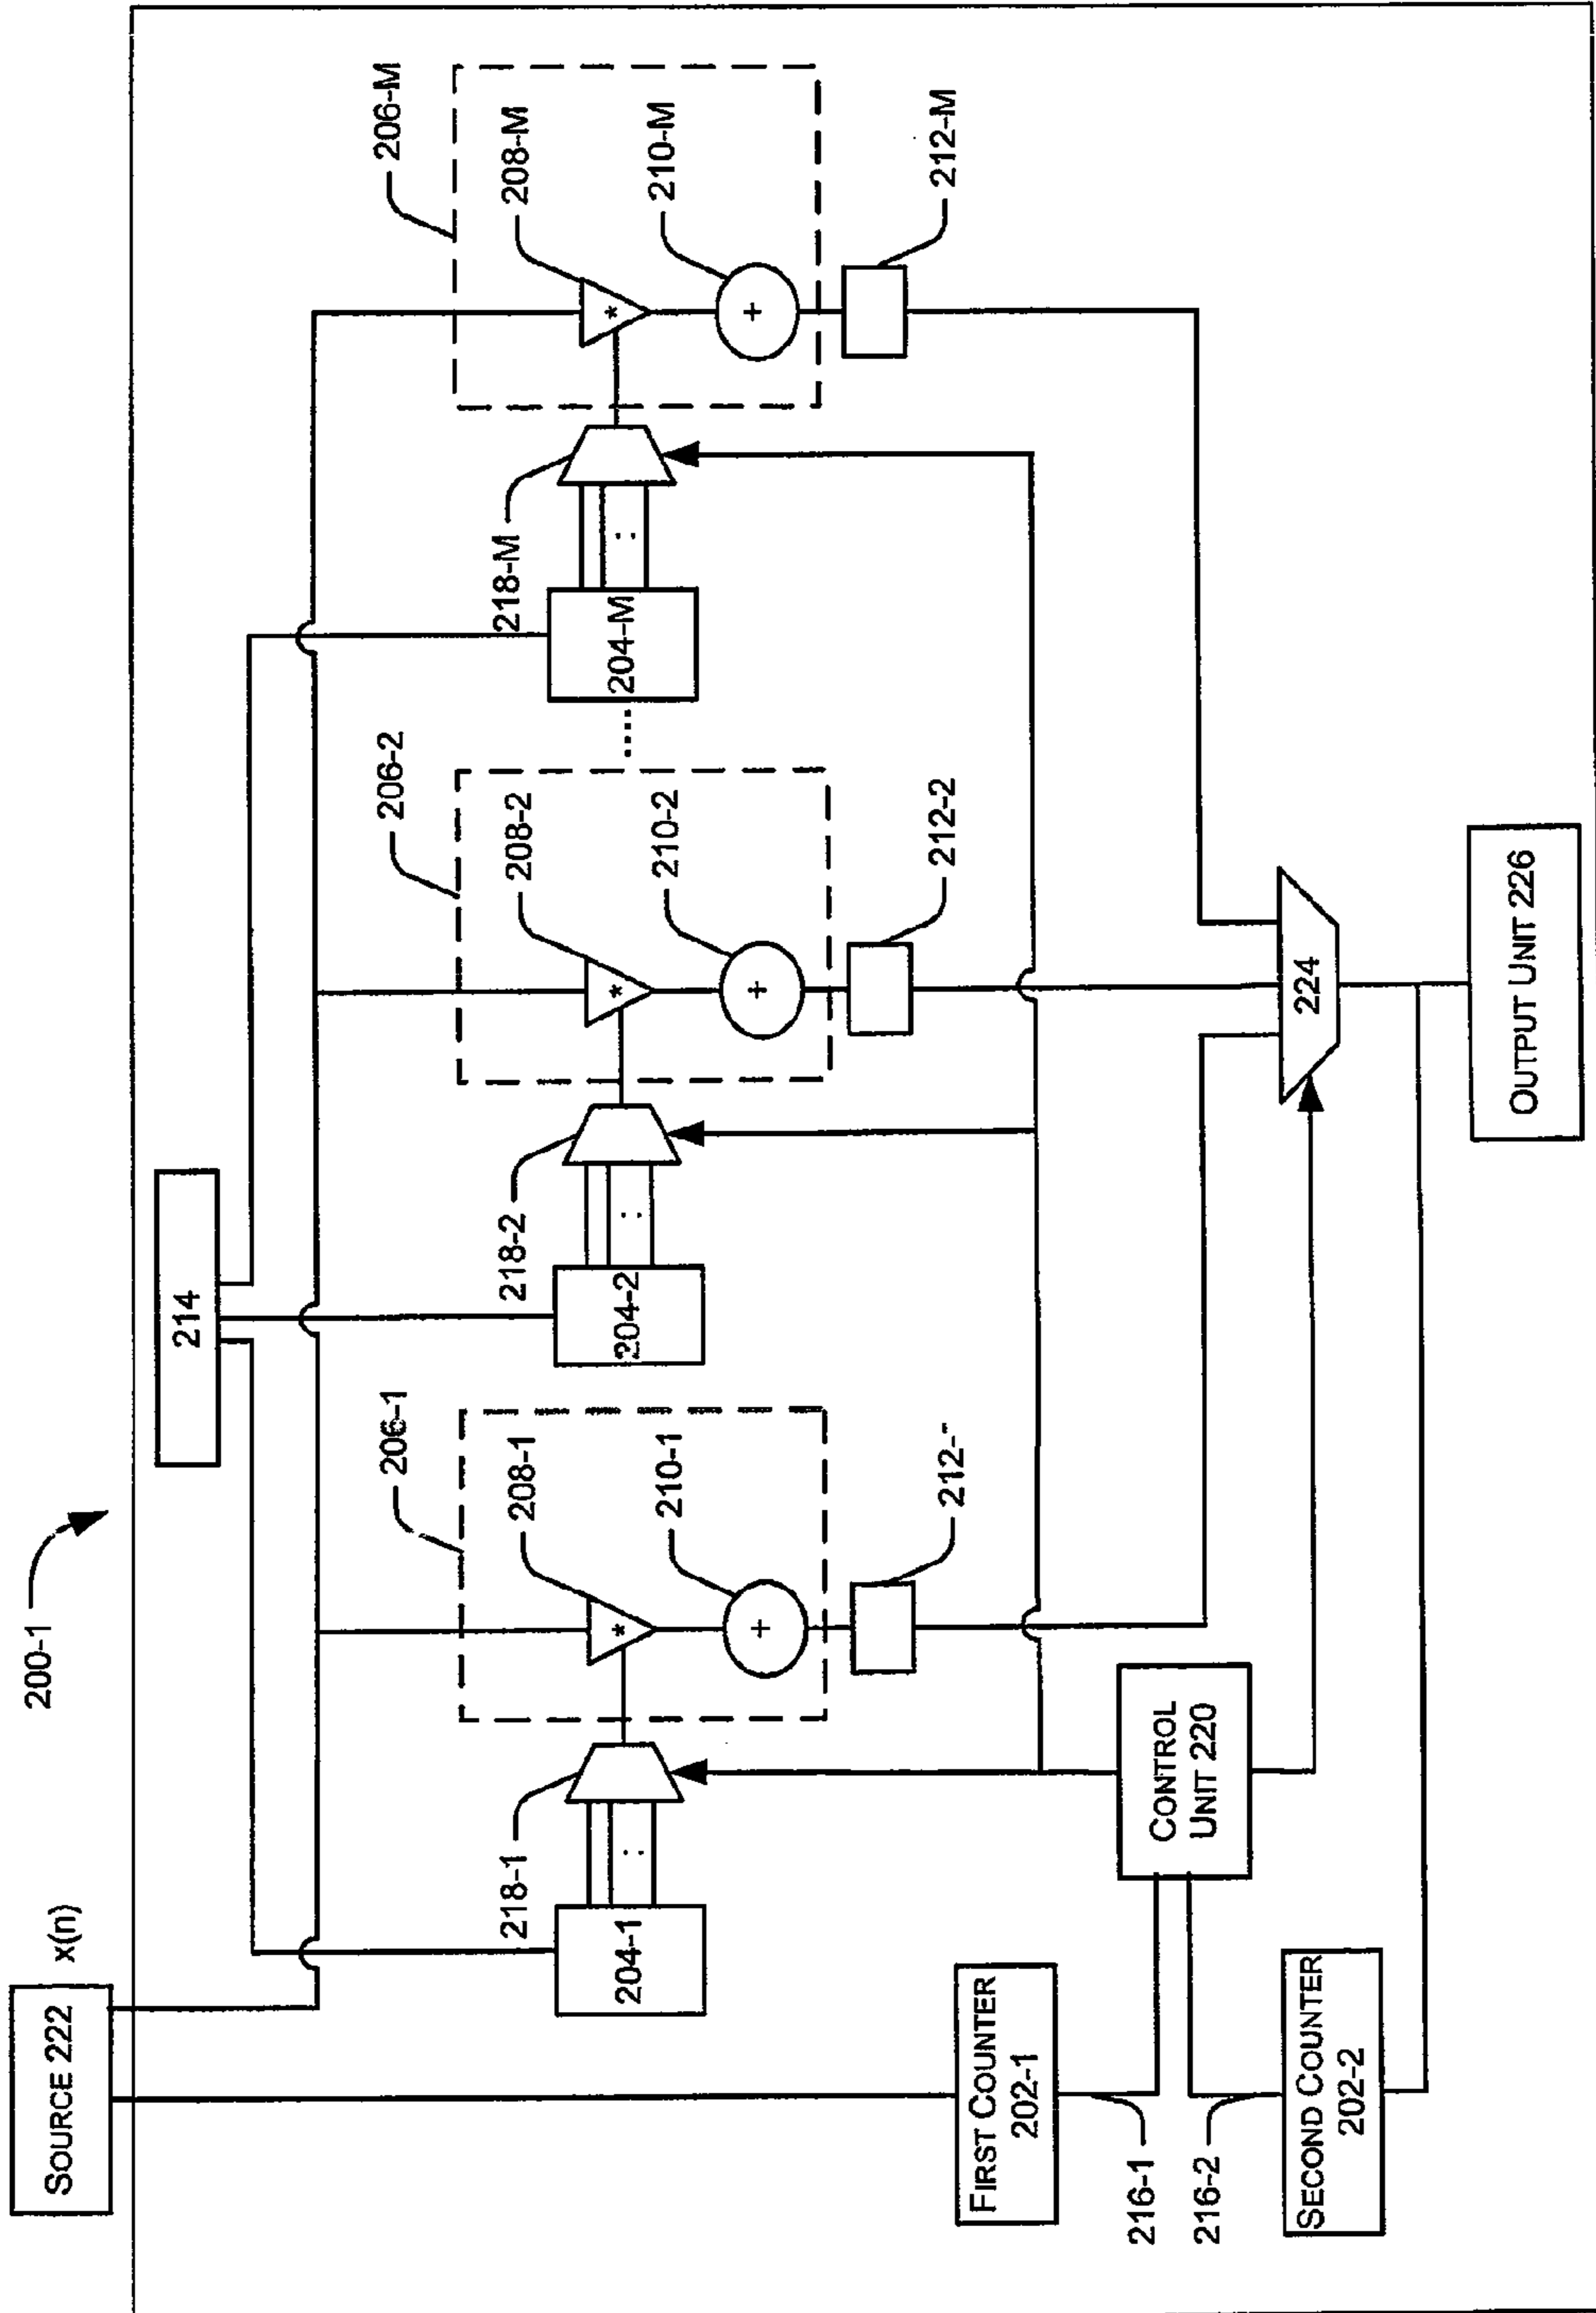 200-1
SOURCE 222
x(n)
214
206-1
206-2
206-M
208-1
208-2
208-M
210-1
210-2
210-M
218-1
218-2
218-M
*
*
*
+
+
+
:
:
:
204-1
204-2
....
204-M
212-
212-2
212-M
FIRST COUNTER
202-1
216-1
216-2
CONTROL
UNIT 220
SECOND COUNTER
202-2
224
OUTPUT UNIT 226